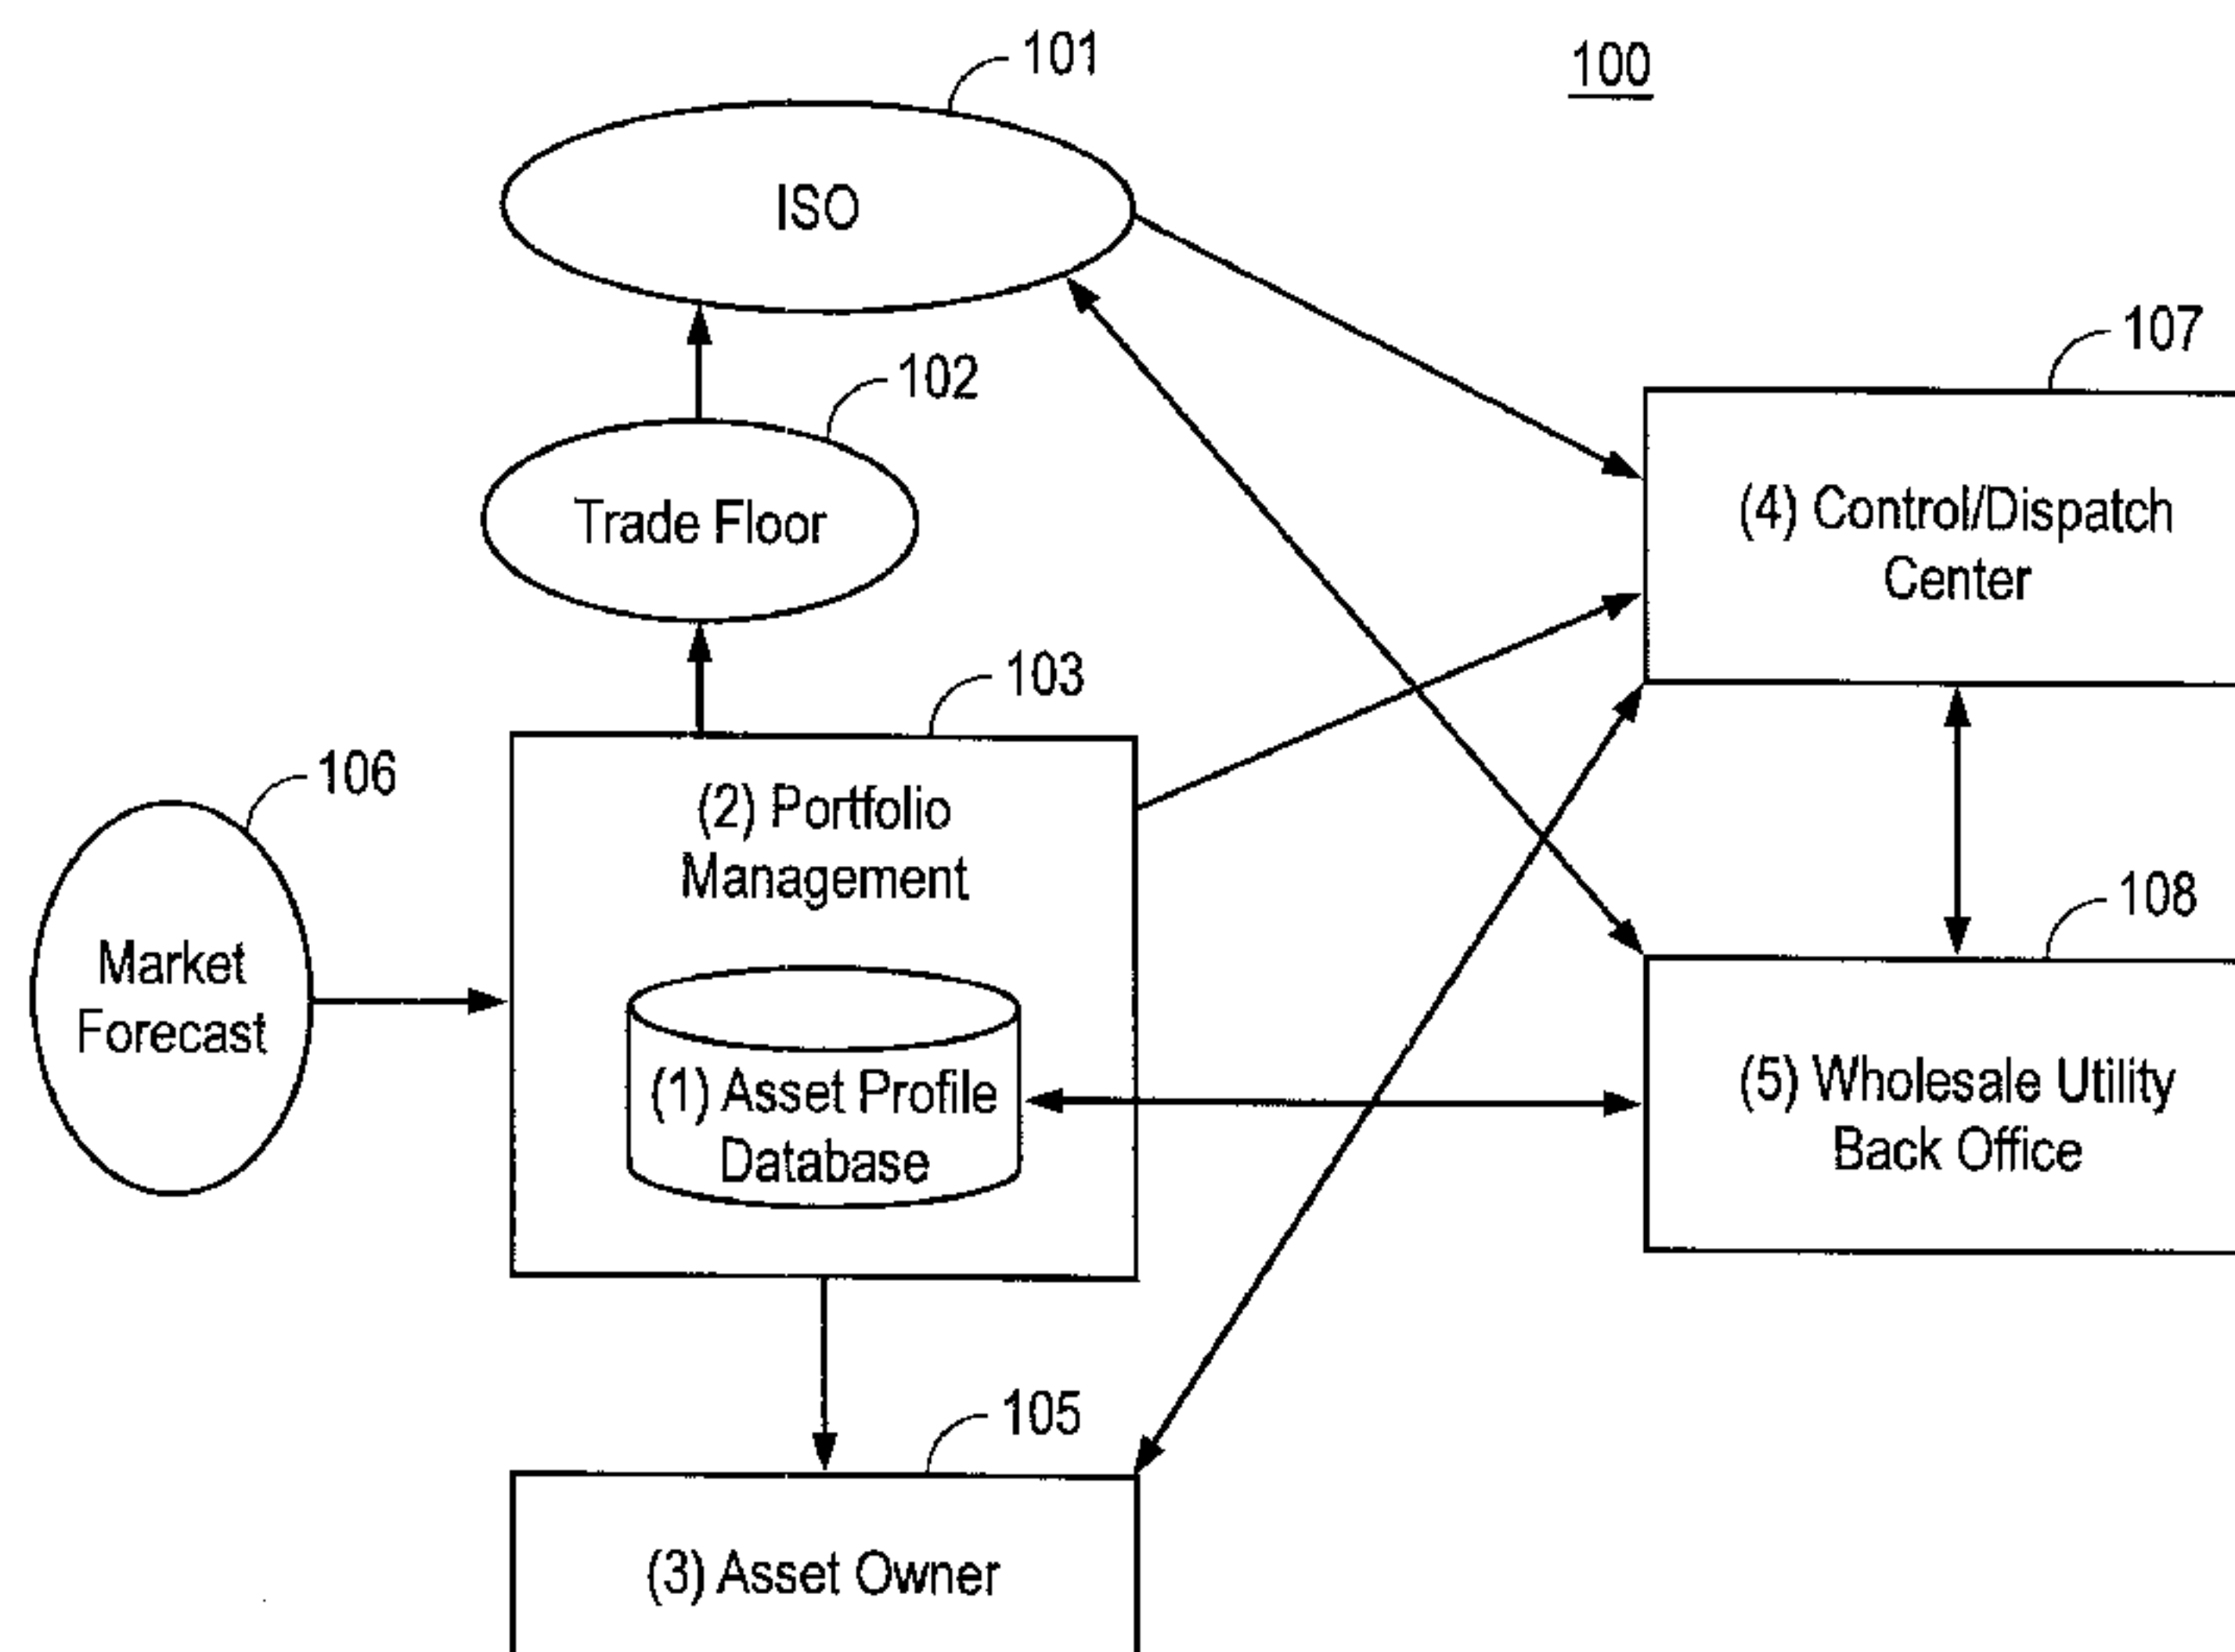 101
100
ISO
107
102
(4) Control/Dispatch
Center
Trade Floor
103
106
(2) Portfolio
Management
108
Market
Forecast
(1) Asset Profile
Database
(5) Wholesale Utility
Back Office
105
(3) Asset Owner